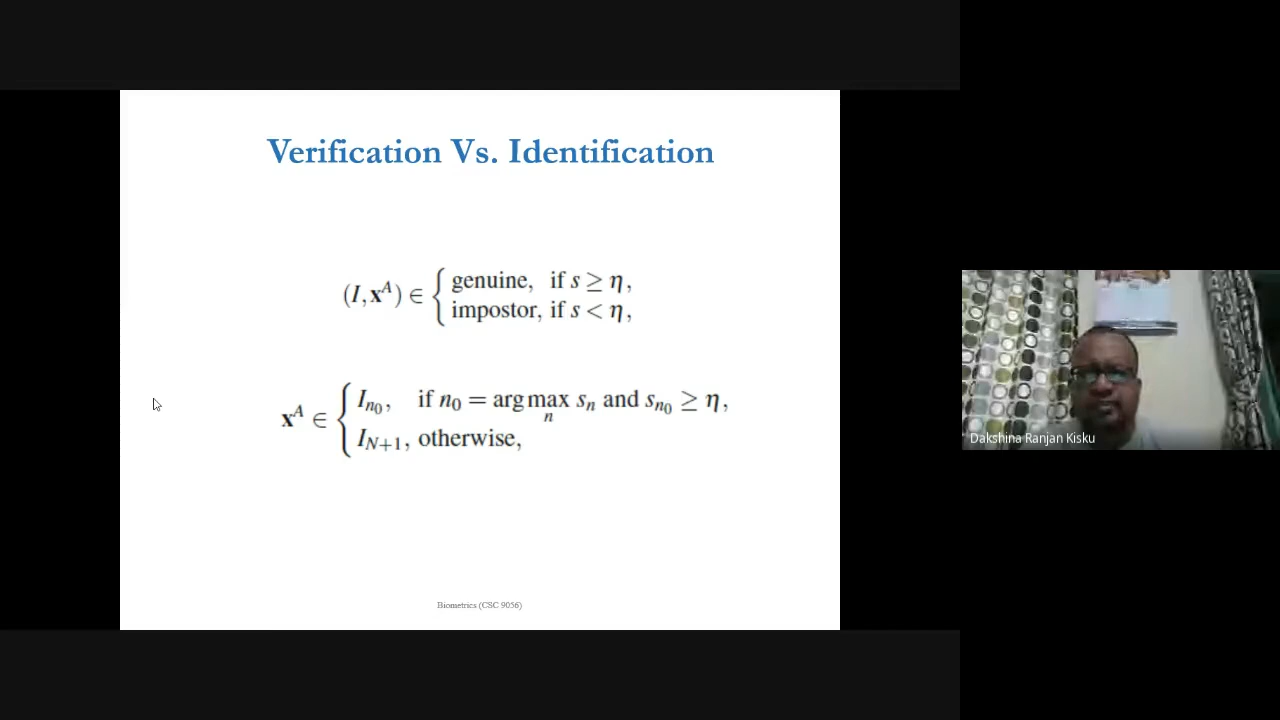 Verification Vs. Identification
(I, x^A) ∈ { genuine, if s ≥ η,
impostor, if s < η,
x^A ∈ { I_{n_0}, if n_0 = arg max_n s_n and s_{n_0} ≥ η,
I_{N+1}, otherwise,
Biometrics (CSC 9056)
Dakshina Ranjan Kisku